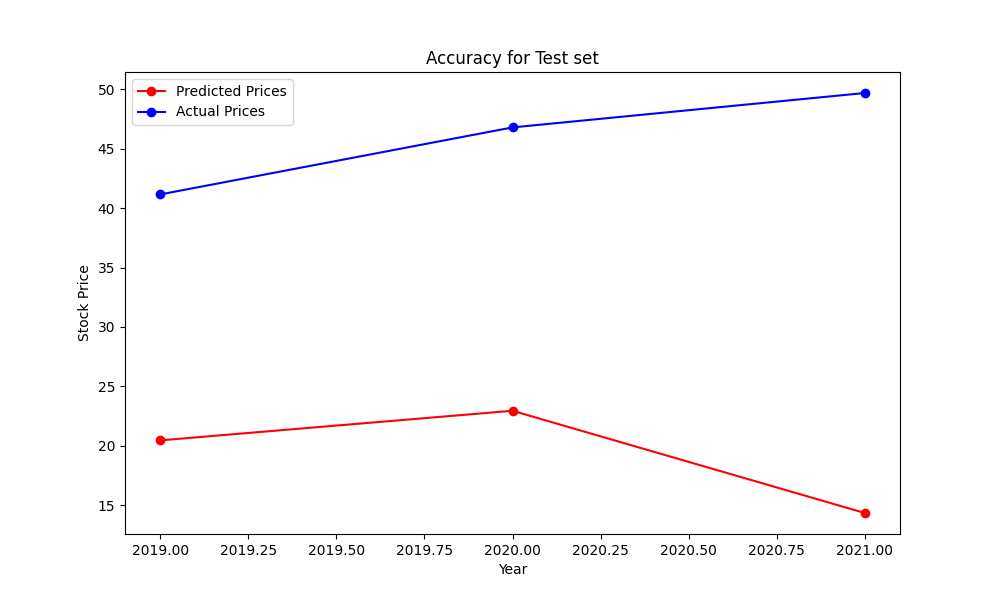 Accuracy for Test set
Predicted Prices
Actual Prices
50
45
40
35
30
25
20
15
Stock Price
2019.00 2019.25 2019.50 2019.75 2020.00 2020.25 2020.50 2020.75 2021.00
Year